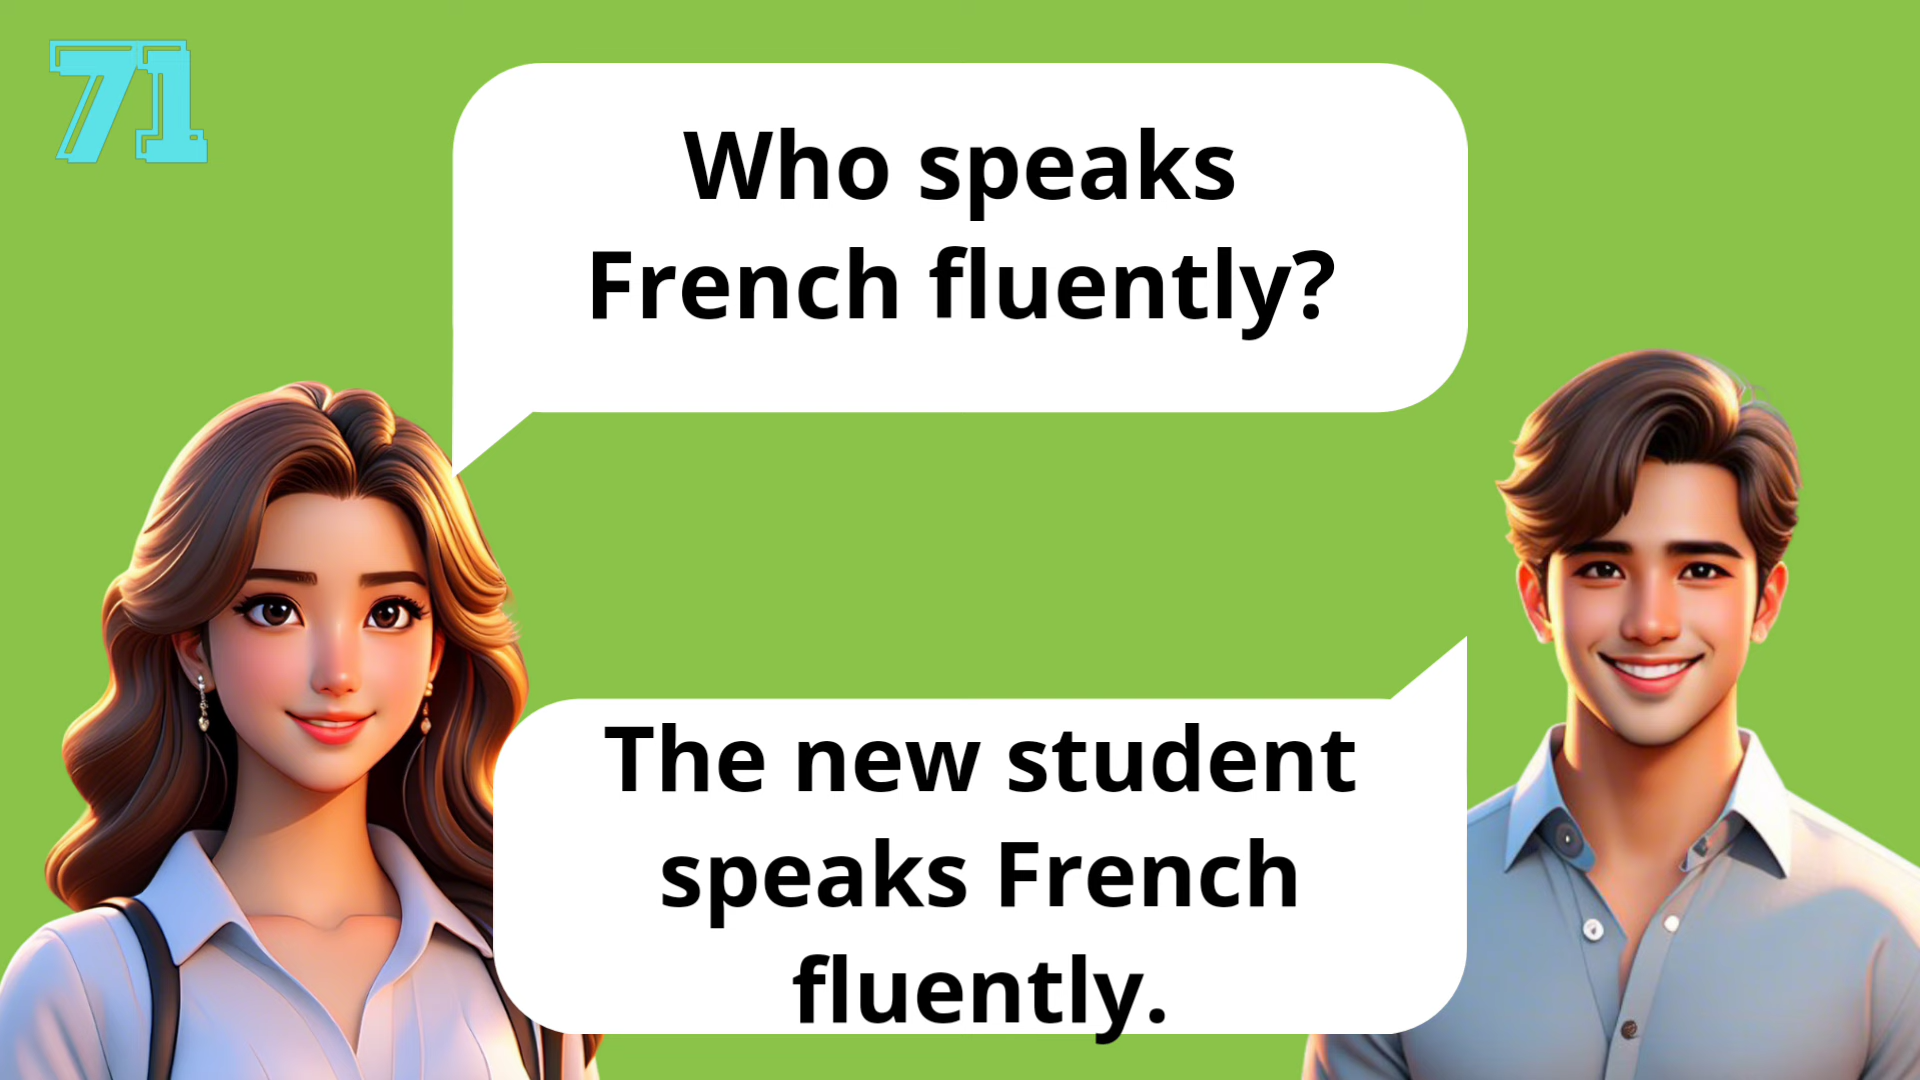 71
Who speaks
French fluently?
The new student
speaks French
fluently.